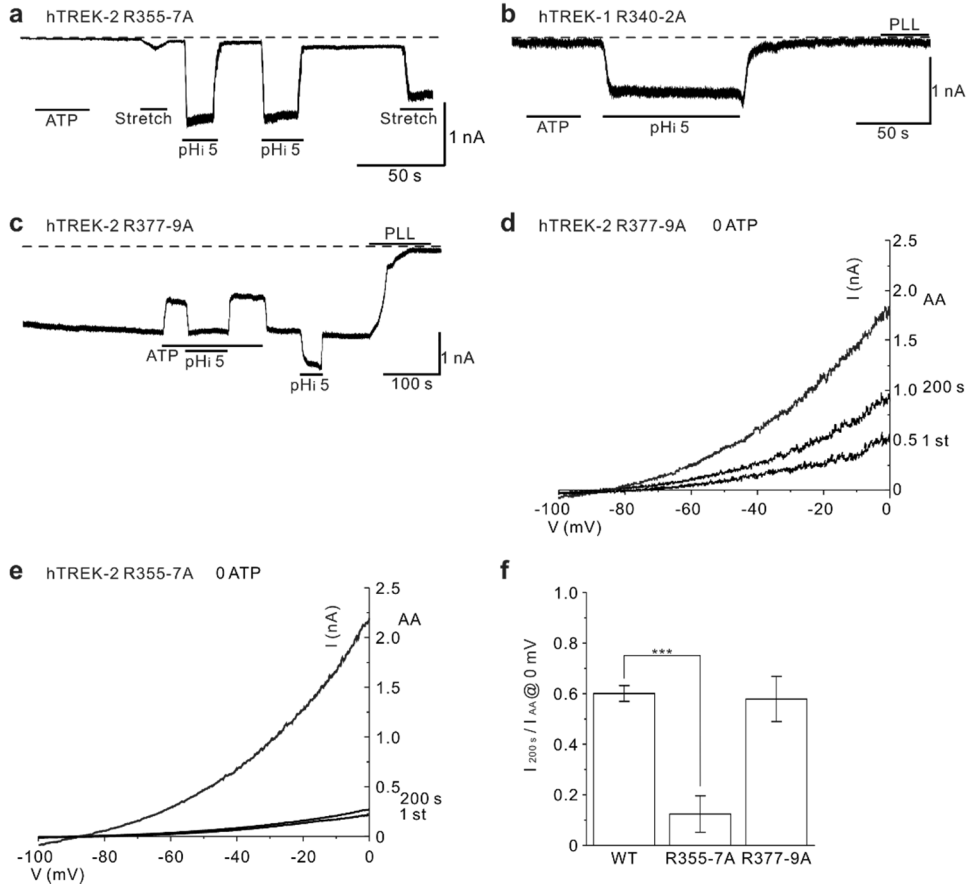 a hTREK-2 R355-7A
ATP
Stretch
pHi 5
pHi 5
Stretch
1 nA
50 s
b hTREK-1 R340-2A
PLL
ATP
pHi 5
1 nA
50 s
c hTREK-2 R377-9A
PLL
ATP
pHi 5
pHi 5
1 nA
100 s
d hTREK-2 R377-9A 0 ATP
I (nA)
2.5
2.0
1.5
1.0
0.5
0
AA
200 s
1 st
-100 -80 -60 -40 -20 0
V (mV)
e hTREK-2 R355-7A 0 ATP
I (nA)
2.5
2.0
1.5
1.0
0.5
0
AA
200 s
1 st
-100 -80 -60 -40 -20 0
V (mV)
f
I 200 s / I AA @ 0 mV
1.0
0.8
0.6
0.4
0.2
0
***
WT R355-7A R377-9A